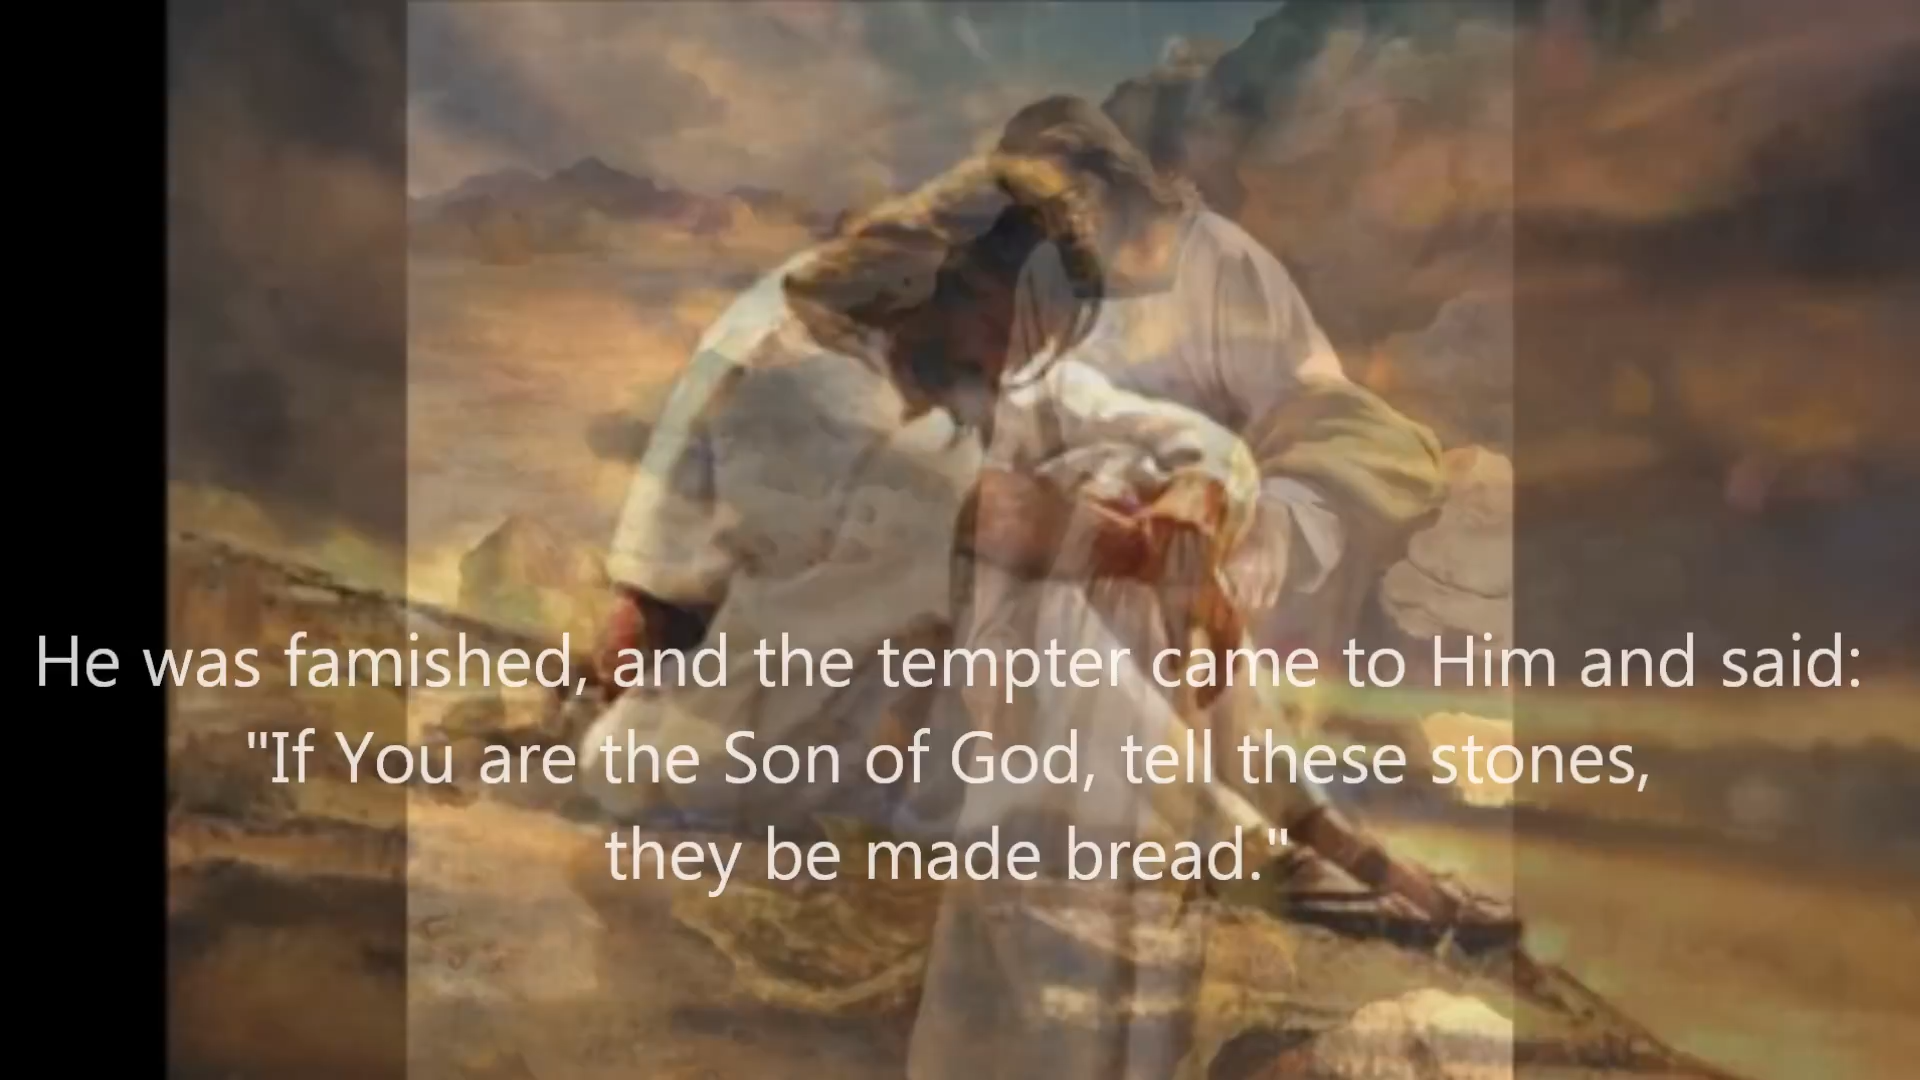 He was famished, and the tempter came to Him and said:
"If You are the Son of God, tell these stones,
they be made bread."